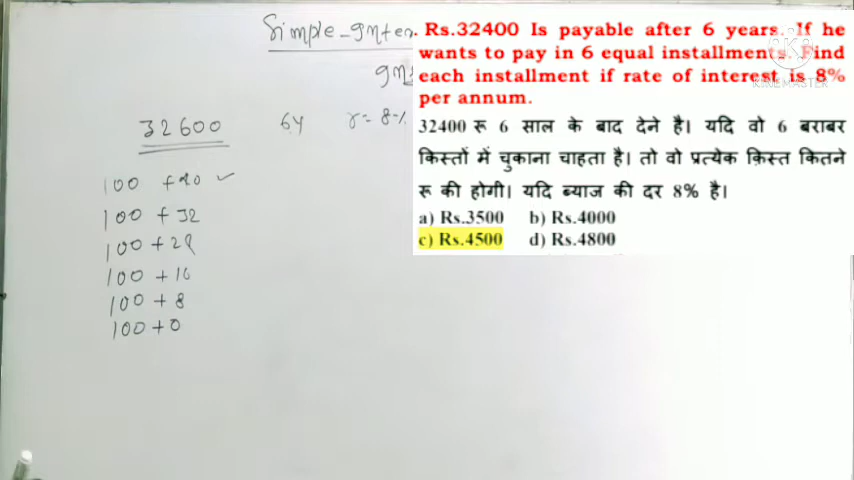 Simple-Inter
. Rs.32400 Is payable after 6 years. If he
wants to pay in 6 equal installments. Find
each installment if rate of interest is 8%
per annum.
KINEMASTER
32600 6y r= 8%
32400 रू 6 साल के बाद देने है। यदि वो 6 बराबर
किस्तों में चुकाना चाहता है। तो वो प्रत्येक क़िस्त कितने
रू की होगी। यदि ब्याज की दर 8% है।
a) Rs.3500 b) Rs.4000
c) Rs.4500 d) Rs.4800
100 + 40 ✓
100 + 32
100 + 24
100 + 16
100 + 8
100 + 0